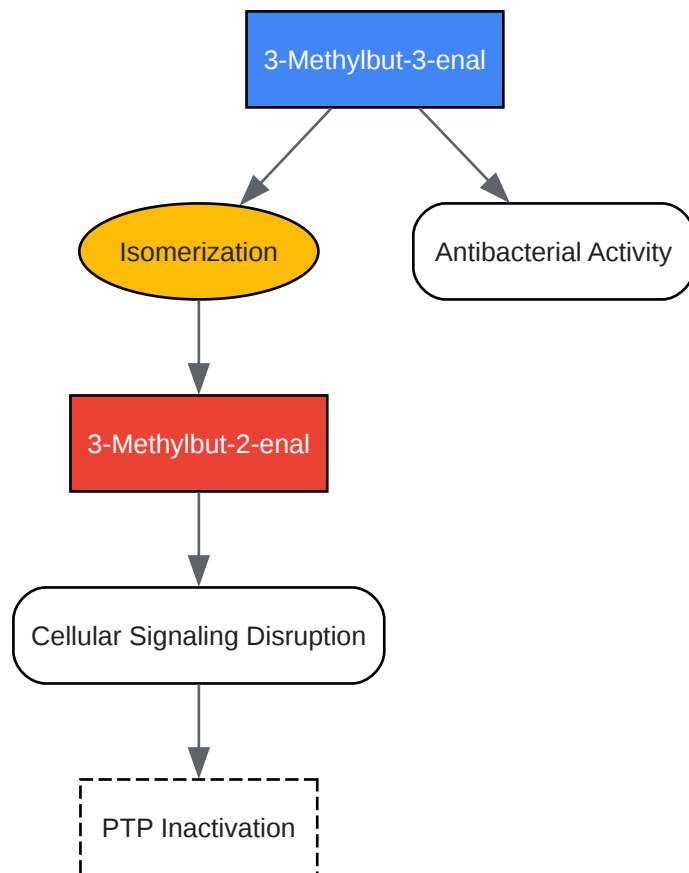 3-Methylbut-3-enal
Isomerization
Antibacterial Activity
3-Methylbut-2-enal
Cellular Signaling Disruption
PTP Inactivation